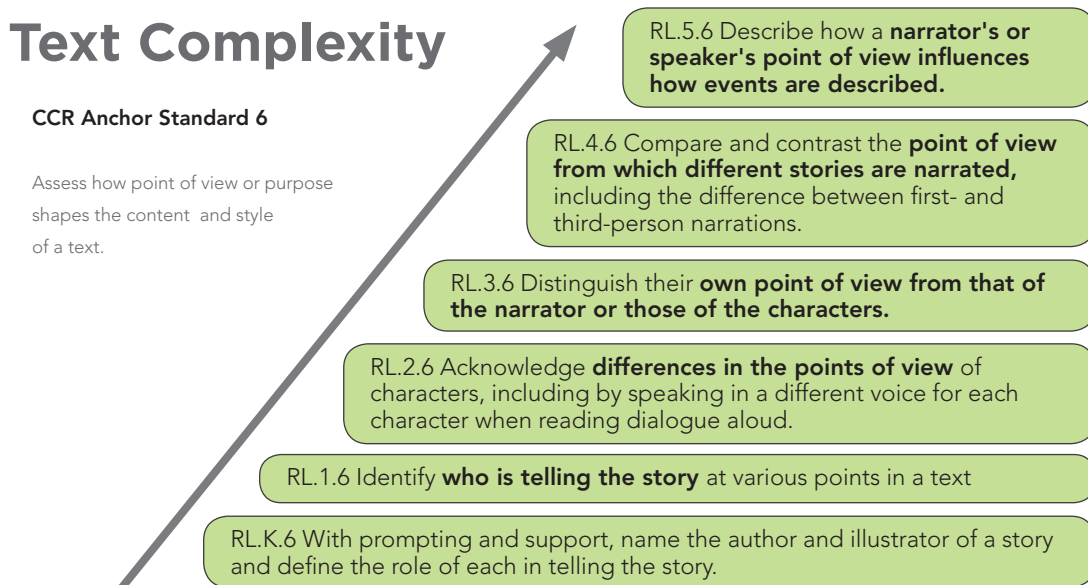 Text Complexity
CCR Anchor Standard 6
Assess how point of view or purpose
shapes the content and style
of a text.
RL.5.6 Describe how a narrator's or
speaker's point of view influences
how events are described.
RL.4.6 Compare and contrast the point of view
from which different stories are narrated,
including the difference between first- and
third-person narrations.
RL.3.6 Distinguish their own point of view from that of
the narrator or those of the characters.
RL.2.6 Acknowledge differences in the points of view of
characters, including by speaking in a different voice for each
character when reading dialogue aloud.
RL.1.6 Identify who is telling the story at various points in a text
RL.K.6 With prompting and support, name the author and illustrator of a story
and define the role of each in telling the story.